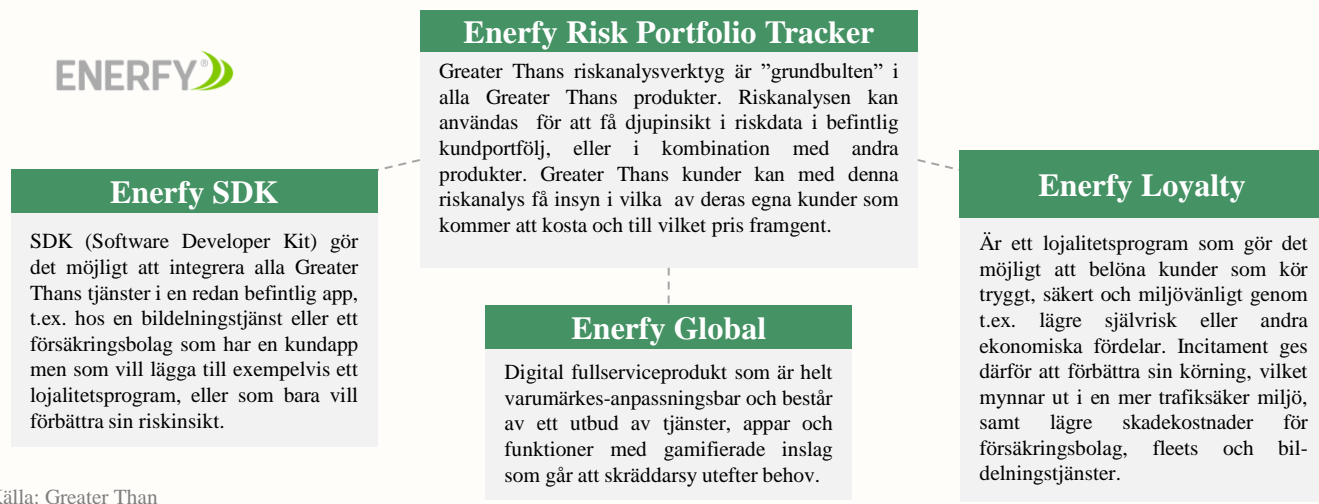 ENERFY®
Enerfy Risk Portfolio Tracker
Greater Thans riskanalysverktyg är ”grundbulten” i
alla Greater Thans produkter. Riskanalysen kan
användas för att få djupinsikt i riskdata i befintlig
kundportfölj, eller i kombination med andra
produkter. Greater Thans kunder kan med denna
riskanalys få insyn i vilka av deras egna kunder som
kommer att kosta och till vilket pris framgent.
Enerfy SDK
SDK (Software Developer Kit) gör
det möjligt att integrera alla Greater
Thans tjänster i en redan befintlig app,
t.ex. hos en bildelningstjänst eller ett
försäkringsbolag som har en kundapp
men som vill lägga till exempelvis ett
lojalitetsprogram, eller som bara vill
förbättra sin riskinsikt.
Enerfy Global
Digital fullserviceprodukt som är helt
varumärkes-anpassningsbar och består
av ett utbud av tjänster, appar och
funktioner med gamifierade inslag
som går att skräddarsy utefter behov.
Enerfy Loyalty
Är ett lojalitetsprogram som gör det
möjligt att belöna kunder som kör
tryggt, säkert och miljövänligt genom
t.ex. lägre självrisk eller andra
ekonomiska fördelar. Incitament ges
därför att förbättra sin körning, vilket
mynnar ut i en mer trafiksäker miljö,
samt lägre skadekostnader för
försäkringsbolag, fleets och bil-
delningstjänster.
Källa: Greater Than